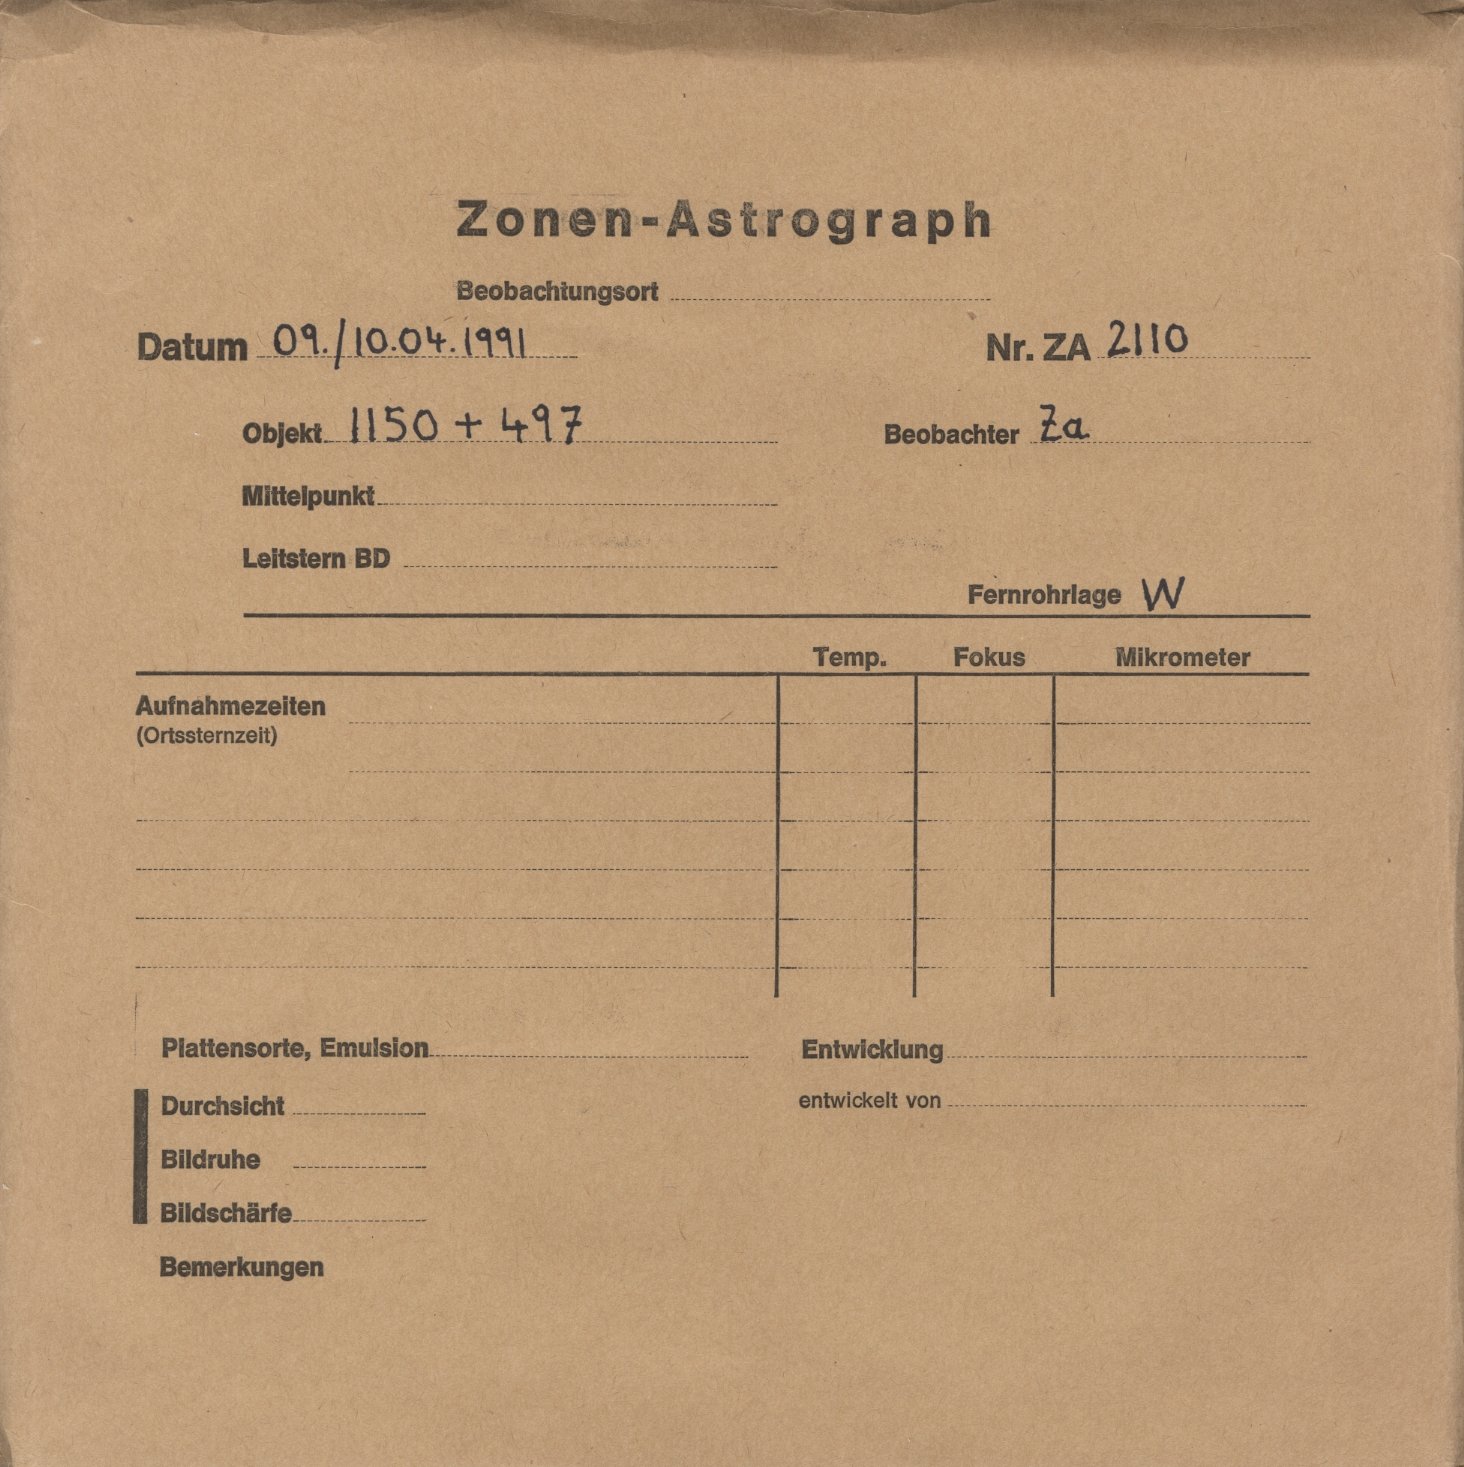 Zonen-Astrograph
Beobachtungsort
Datum 09./10.04.1991 Nr. ZA 2110
Objekt 1150 + 497 Beobachter Za
Mittelpunkt
Leitstern BD
Fernrohrlage W
Temp. Fokus Mikrometer
Aufnahmezeiten
(Ortssternzeit)
Plattensorte, Emulsion Entwicklung
Durchsicht entwickelt von
Bildruhe
Bildschärfe
Bemerkungen